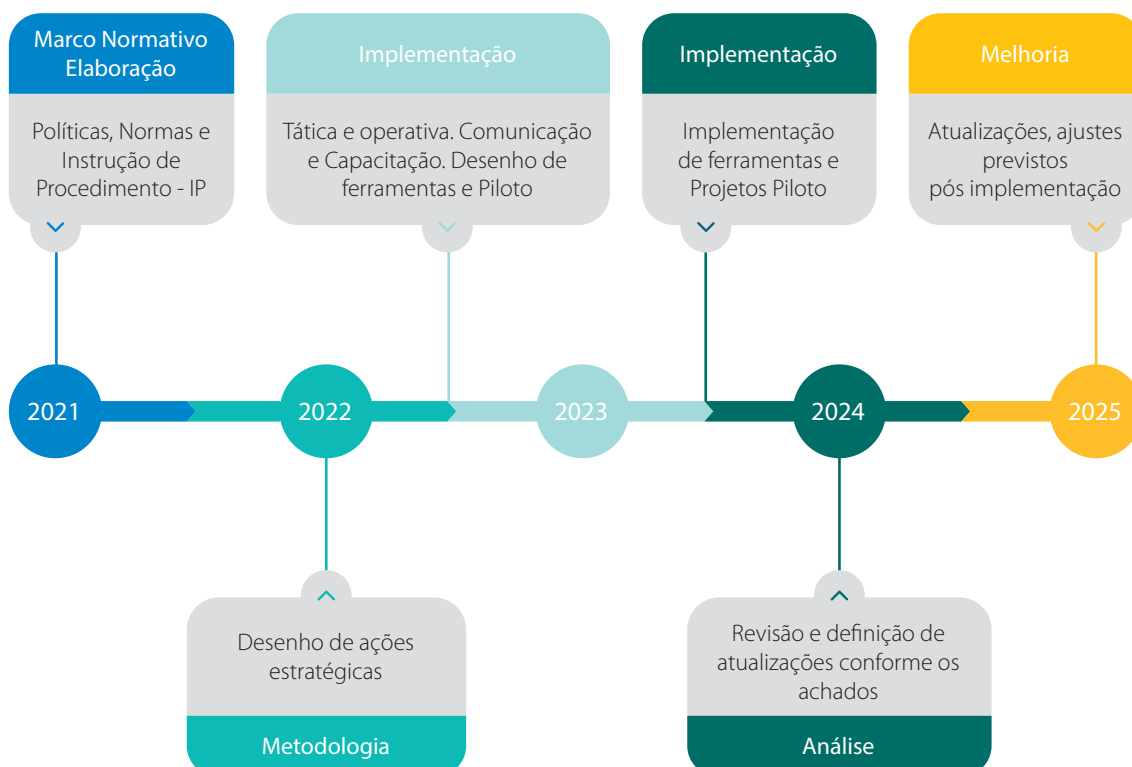 Marco Normativo
Elaboração
Políticas, Normas e
Instrução de
Procedimento - IP
Implementação
Tática e operativa. Comunicação
e Capacitação. Desenho de
ferramentas e Piloto
Implementação
Implementação
de ferramentas e
Projetos Piloto
Melhoria
Atualizações, ajustes
previstos
pós implementação
2021
2022
2023
2024
2025
Desenho de ações
estratégicas
Metodologia
Revisão e definição de
atualizações conforme os
achados
Análise